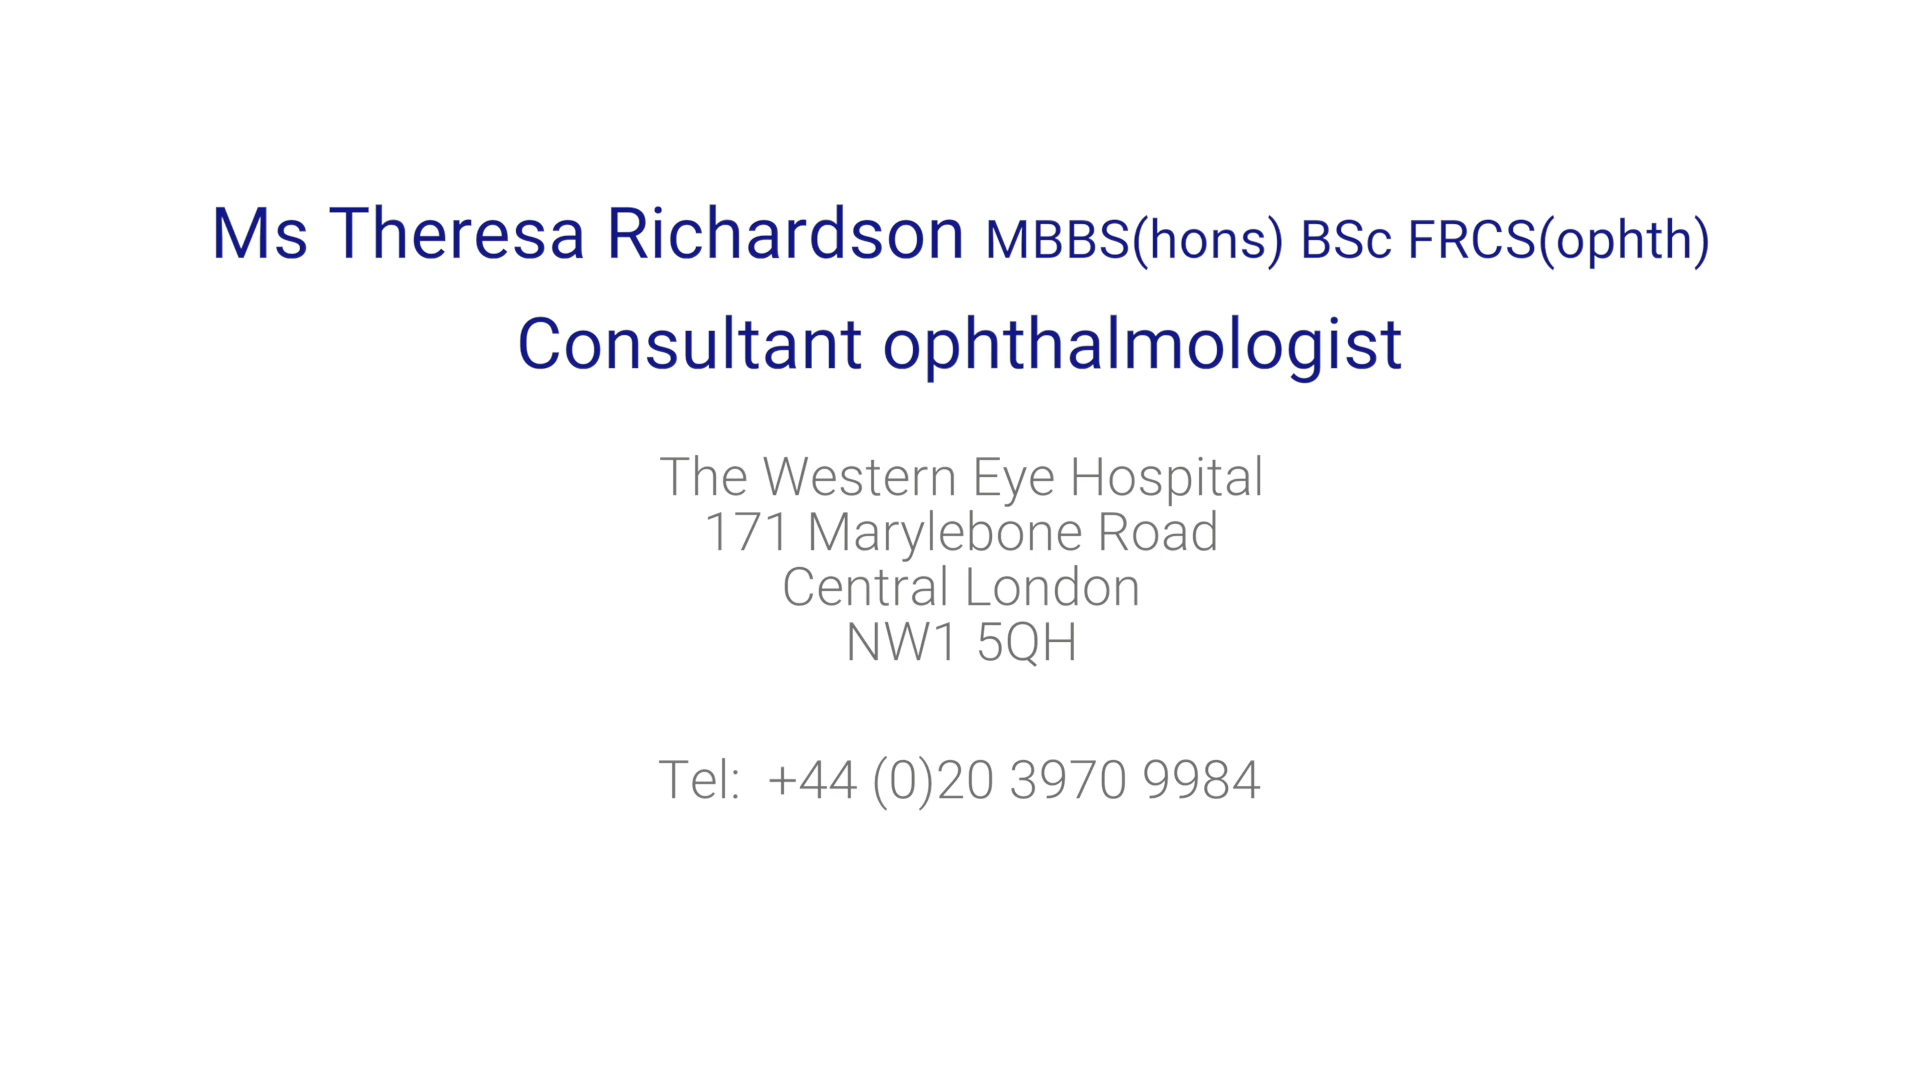 Ms Theresa Richardson MBBS(hons) BSc FRCS(ophth)
Consultant ophthalmologist
The Western Eye Hospital
171 Marylebone Road
Central London
NW1 5QH
Tel:  +44 (0)20 3970 9984